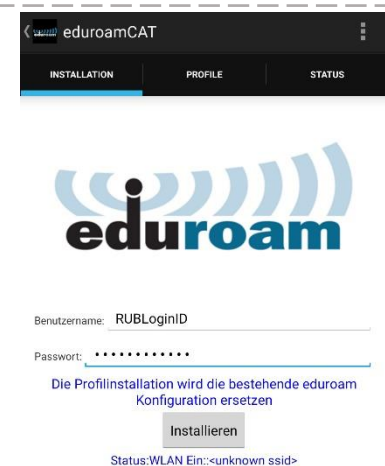 eduroamCAT
INSTALLATION PROFILE STATUS
eduroam
Benutzername: RUBLoginID
Passwort: ••••••••••••
Die Profilinstallation wird die bestehende eduroam
Konfiguration ersetzen
Installieren
Status:WLAN Ein::<unknown ssid>